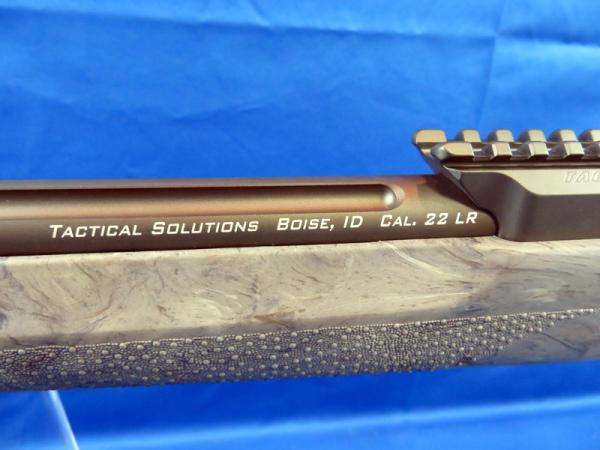 TACTICAL SOLUTIONS BOISE, ID CAL. 22 LR